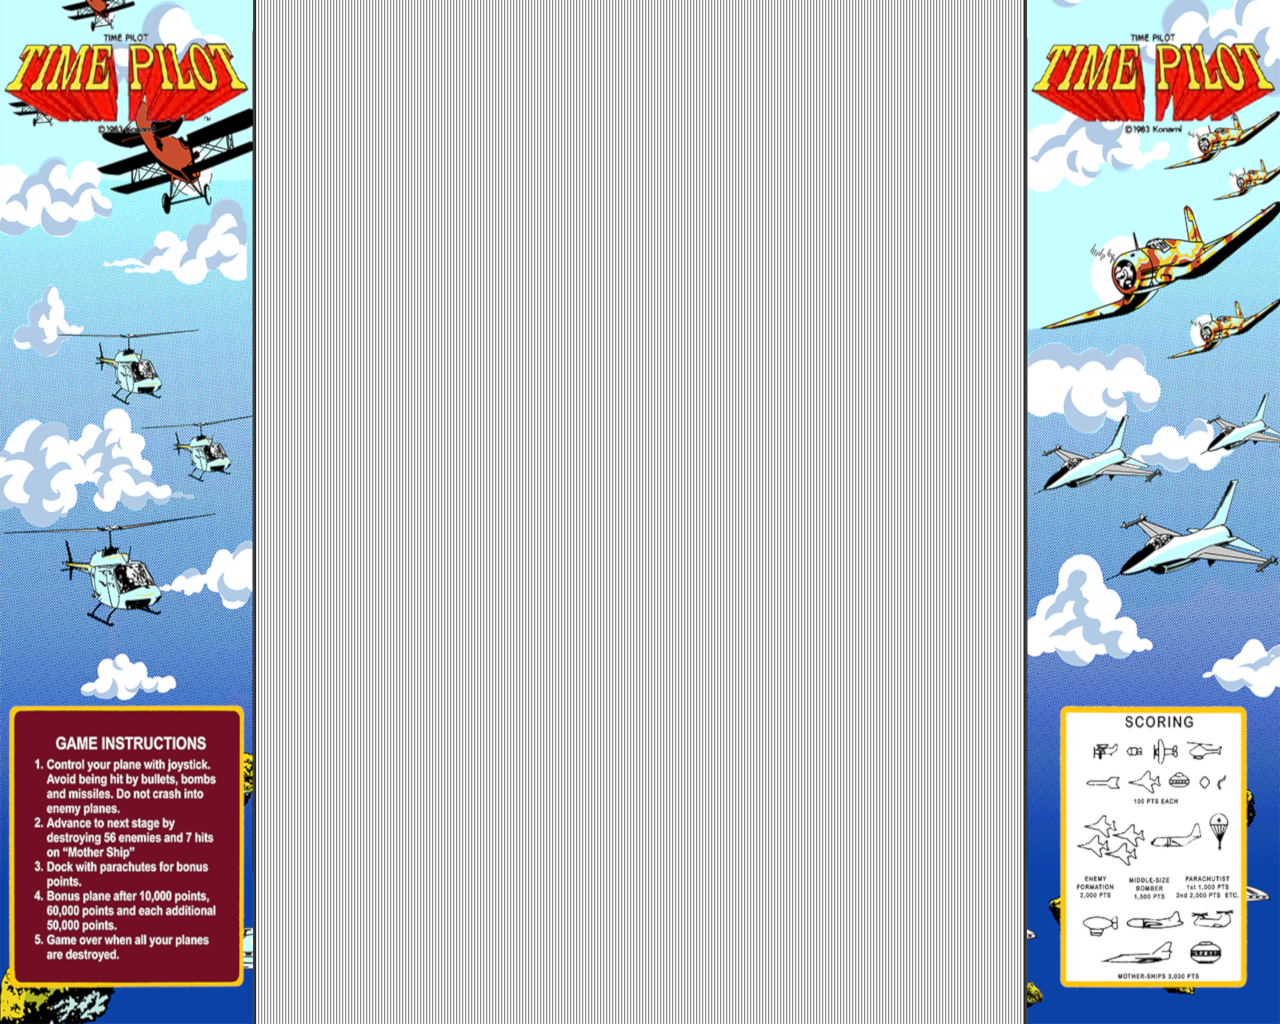 TIME PILOT
TIME PILOT
™
©1983 Konami
GAME INSTRUCTIONS
1. Control your plane with joystick.
Avoid being hit by bullets, bombs
and missiles. Do not crash into
enemy planes.
2. Advance to next stage by
destroying 56 enemies and 7 hits
on “Mother Ship”
3. Dock with parachutes for bonus
points.
4. Bonus plane after 10,000 points,
60,000 points and each additional
50,000 points.
5. Game over when all your planes
are destroyed.
TIME PILOT
TIME PILOT
©1983 Konami
SCORING
100 PTS EACH
ENEMY
FORMATION
2,000 PTS
MIDDLE-SIZE
BOMBER
1,500 PTS
PARACHUTIST
1st 1,000 PTS
2nd 2,000 PTS ETC.
MOTHER-SHIPS 3,000 PTS